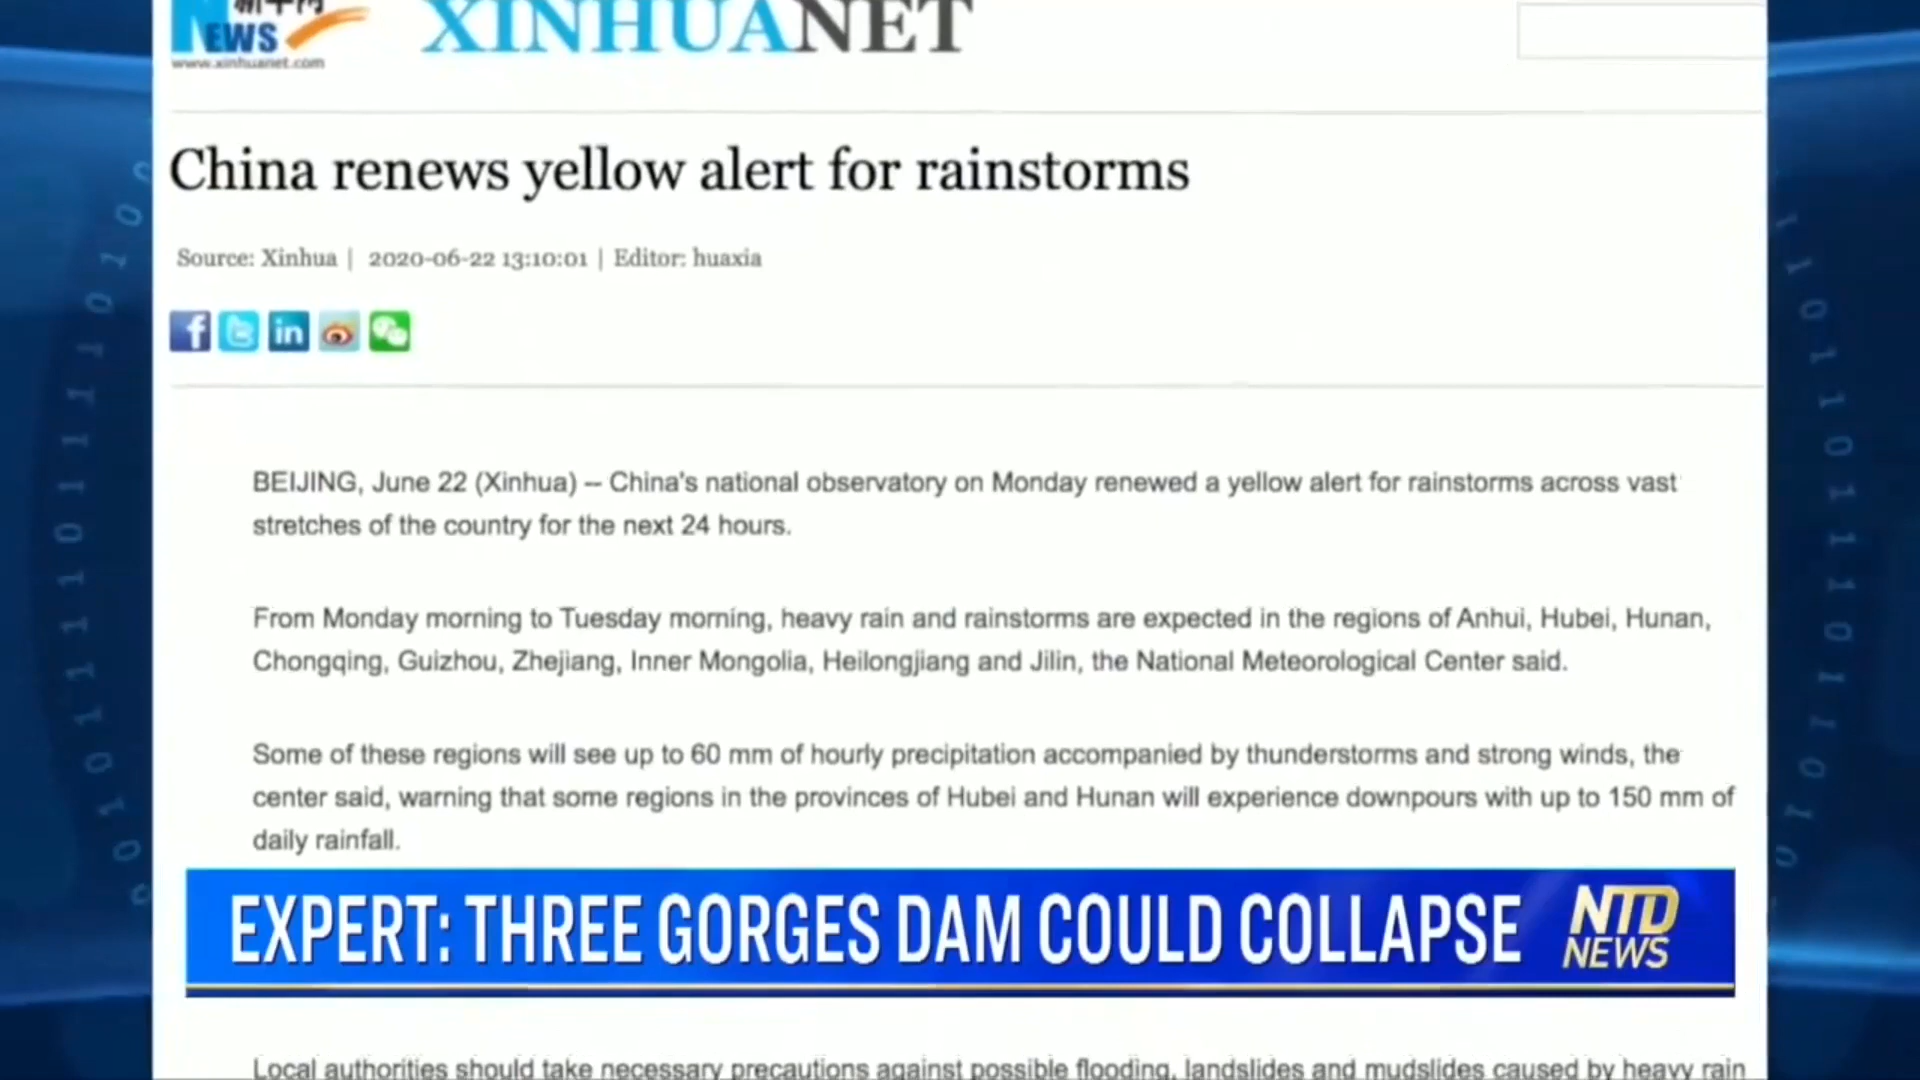 新华网
NEWS
www.xinhuanet.com
XINHUANET
China renews yellow alert for rainstorms
Source: Xinhua | 2020-06-22 13:10:01 | Editor: huaxia
BEIJING, June 22 (Xinhua) -- China's national observatory on Monday renewed a yellow alert for rainstorms across vast
stretches of the country for the next 24 hours.
From Monday morning to Tuesday morning, heavy rain and rainstorms are expected in the regions of Anhui, Hubei, Hunan,
Chongqing, Guizhou, Zhejiang, Inner Mongolia, Heilongjiang and Jilin, the National Meteorological Center said.
Some of these regions will see up to 60 mm of hourly precipitation accompanied by thunderstorms and strong winds, the
center said, warning that some regions in the provinces of Hubei and Hunan will experience downpours with up to 150 mm of
daily rainfall.
EXPERT: THREE GORGES DAM COULD COLLAPSE
NTD
NEWS
Local authorities should take necessary precautions against possible flooding, landslides and mudslides caused by heavy rain